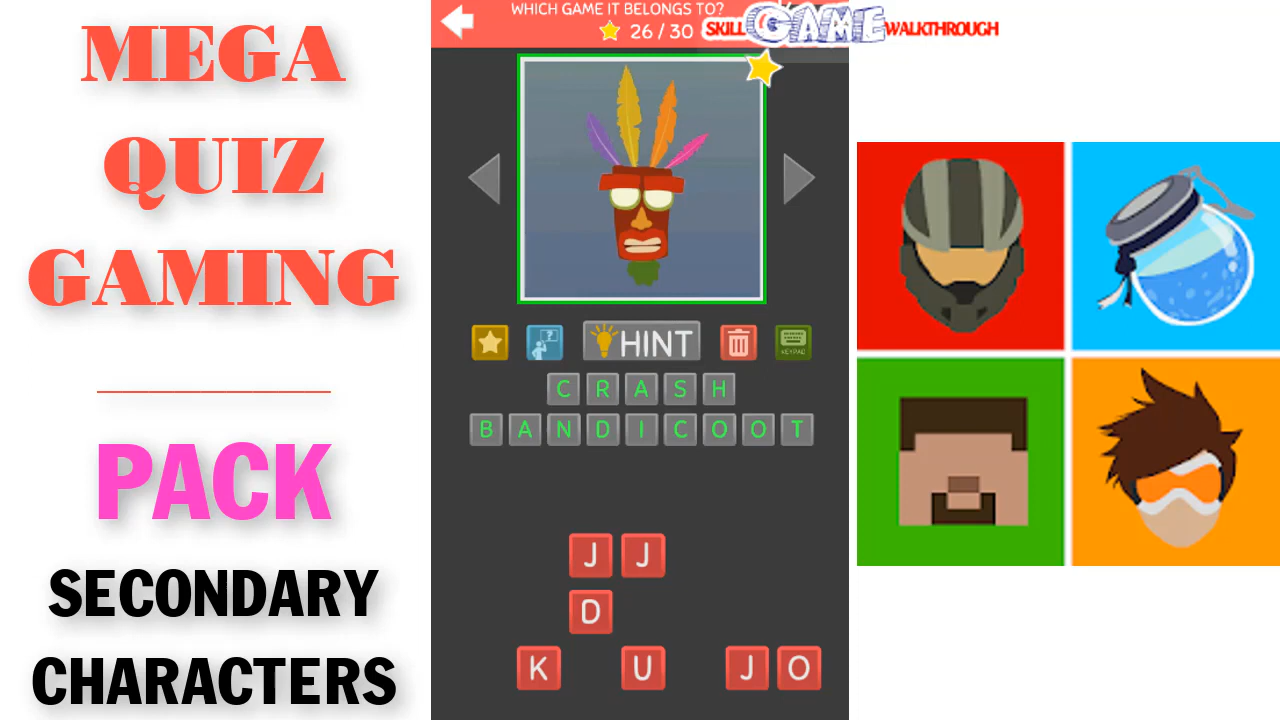 MEGA
QUIZ
GAMING
PACK
SECONDARY
CHARACTERS
WHICH GAME IT BELONGS TO?
26 / 30
SKILL GAME WALKTHROUGH
HINT
KEYPAD
CRASH
BANDICOOT
J J
D
K U J O